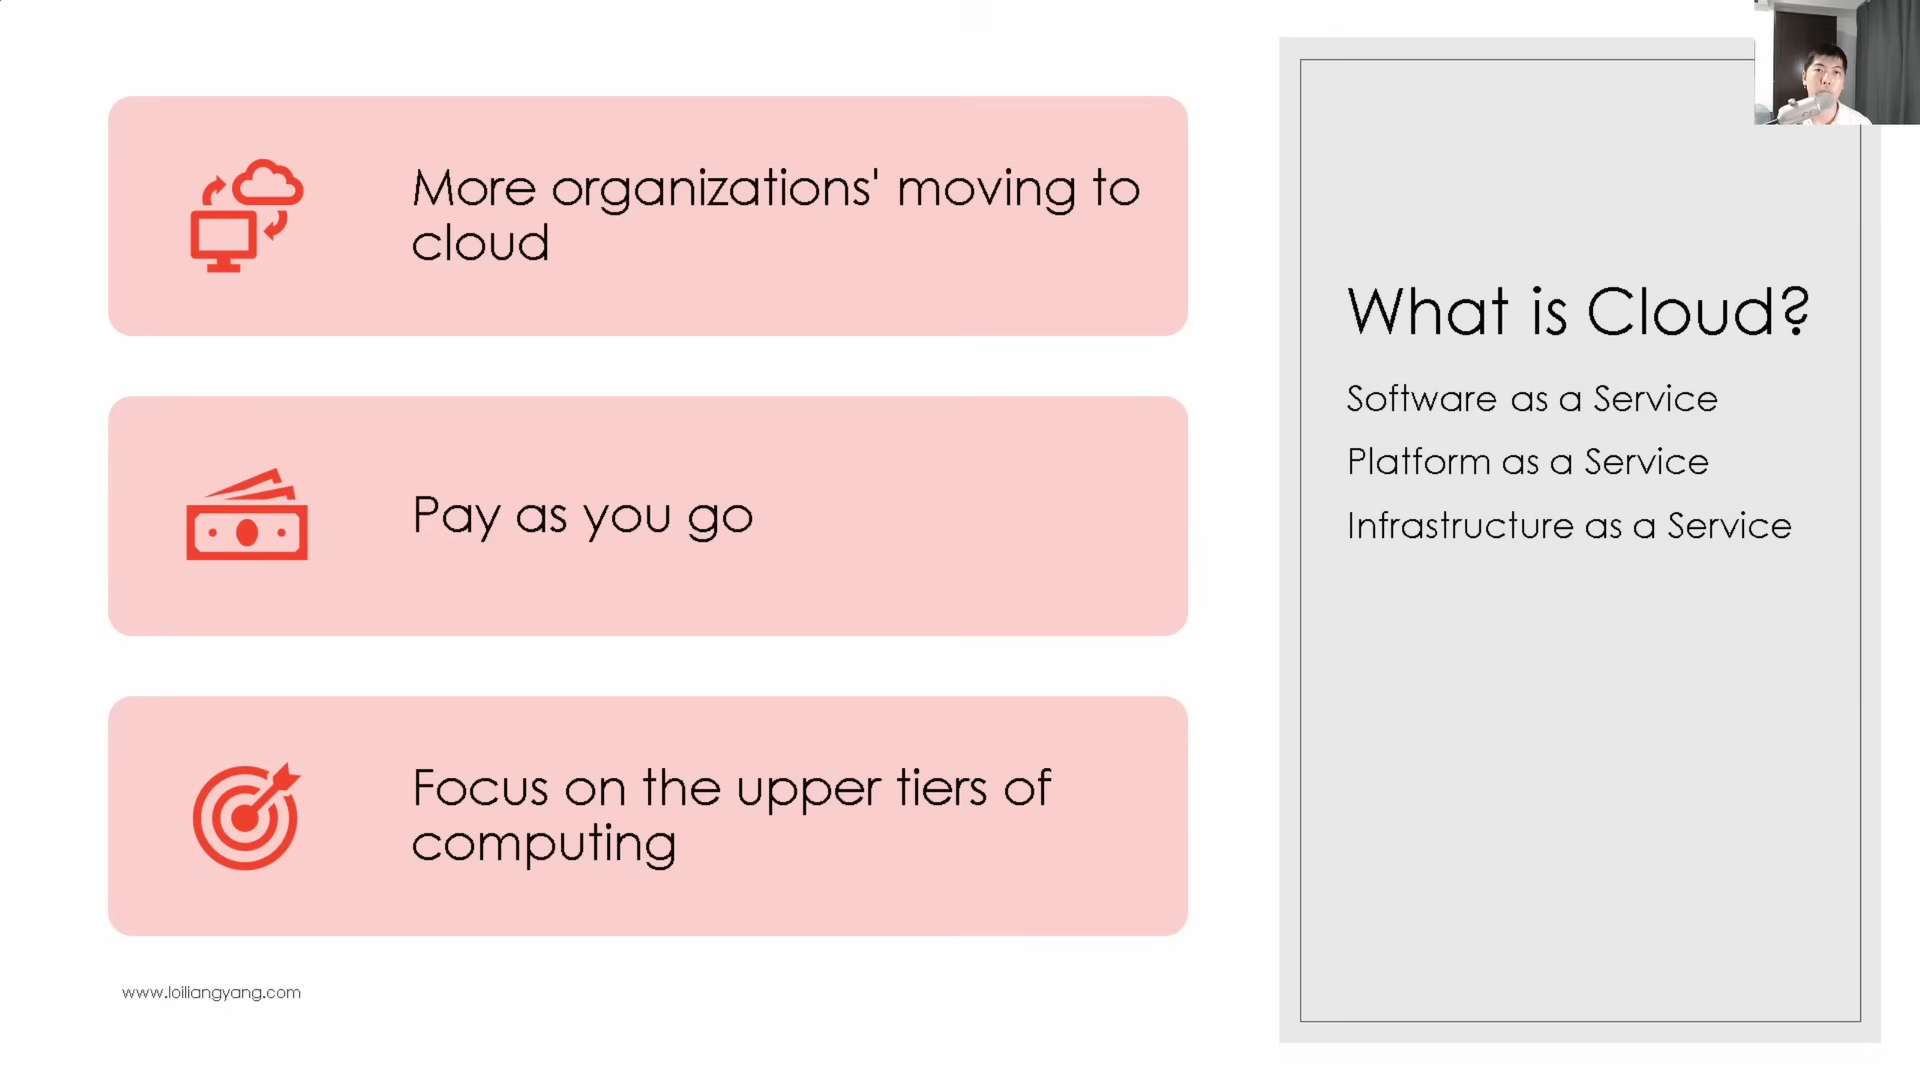 More organizations' moving to
cloud
Pay as you go
Focus on the upper tiers of
computing
www.loiliangyang.com
What is Cloud?
Software as a Service
Platform as a Service
Infrastructure as a Service